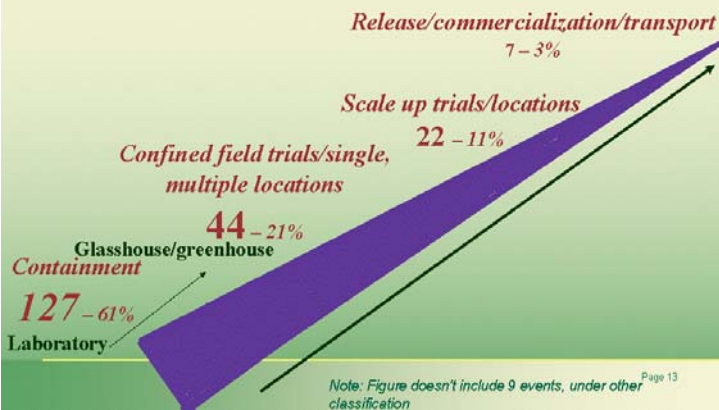 Release/commercialization/transport
7 – 3%
Scale up trials/locations
22 – 11%
Confined field trials/single,
multiple locations
44 – 21%
Glasshouse/greenhouse
Containment
127 – 61%
Laboratory
Note: Figure doesn't include 9 events, under other
classification
Page 13